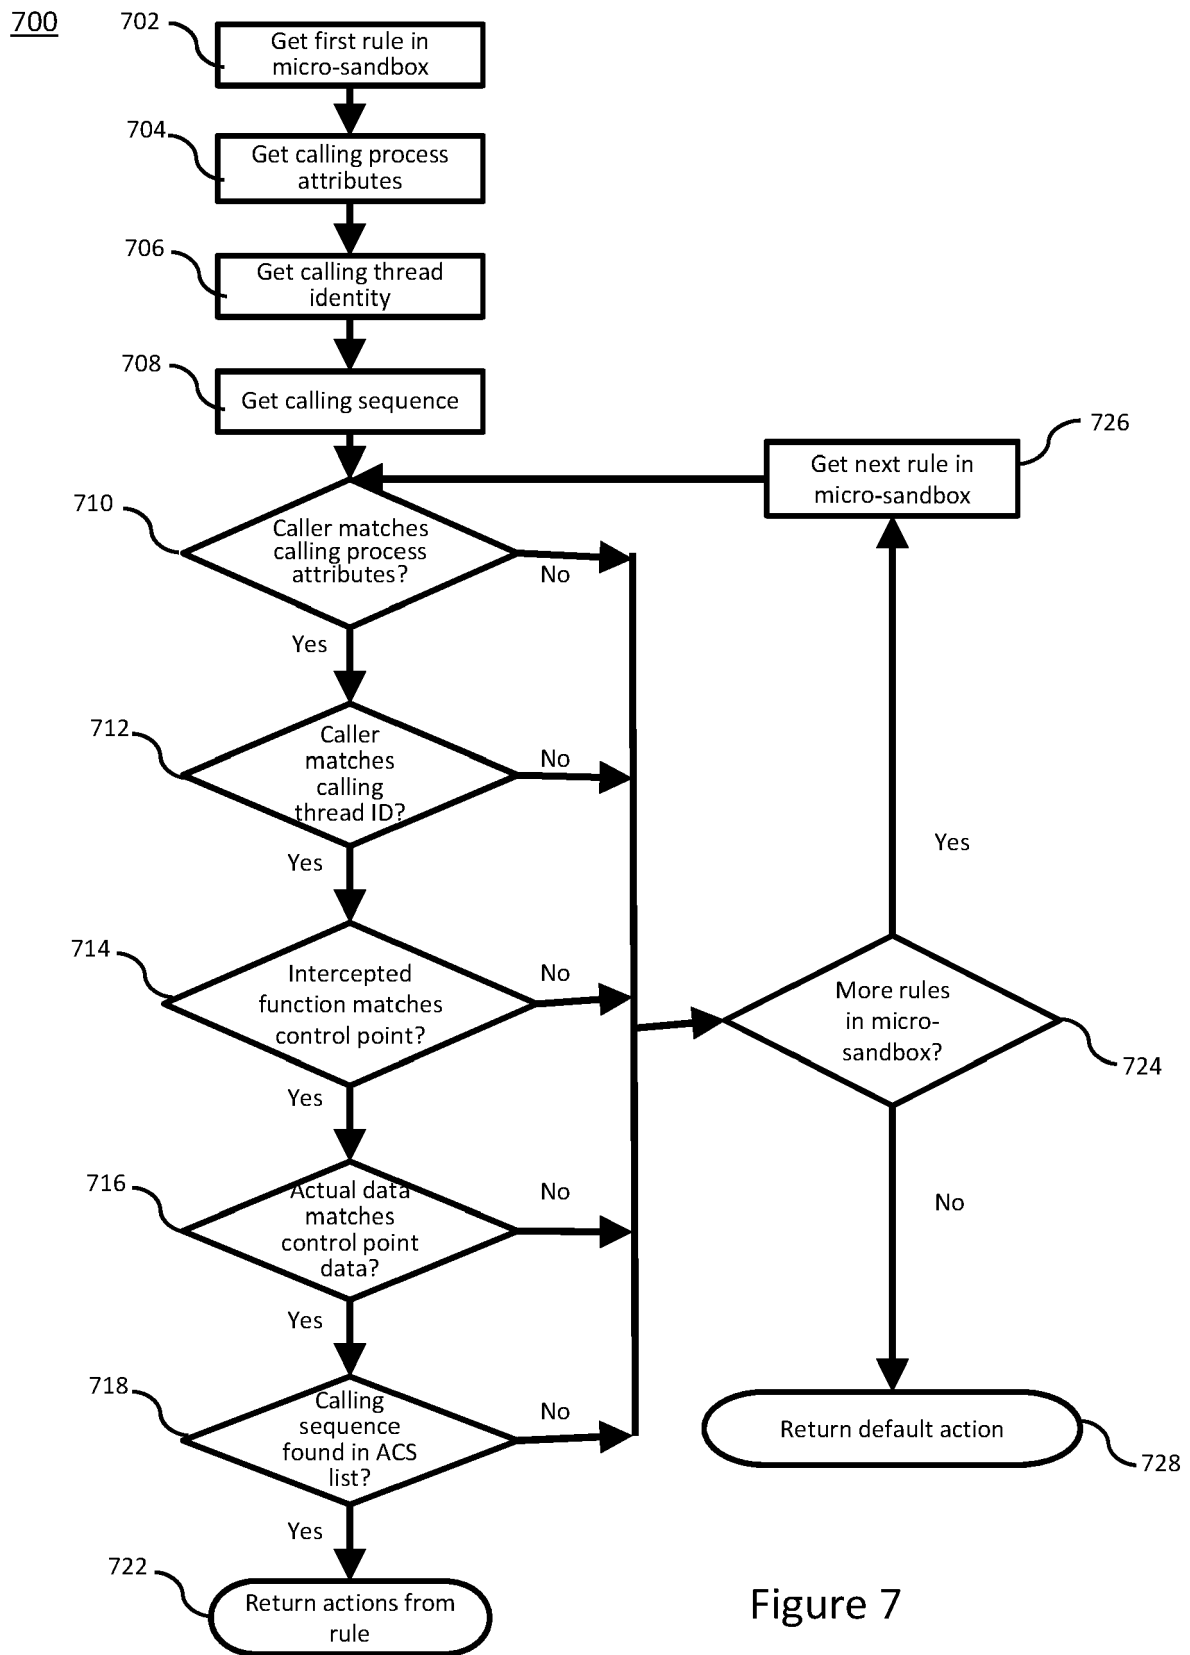 700
702
Get first rule in
micro-sandbox
704
Get calling process
attributes
706
Get calling thread
identity
708
Get calling sequence
726
Get next rule in
micro-sandbox
710
Caller matches
calling process
attributes?
No
Yes
712
Caller
matches
calling
thread ID?
No
Yes
714
Intercepted
function matches
control point?
No
Yes
More rules
in micro-
sandbox?
724
Yes
No
716
Actual data
matches
control point
data?
No
Yes
718
Calling
sequence
found in ACS
list?
No
Yes
Return default action
728
722
Return actions from
rule
Figure 7